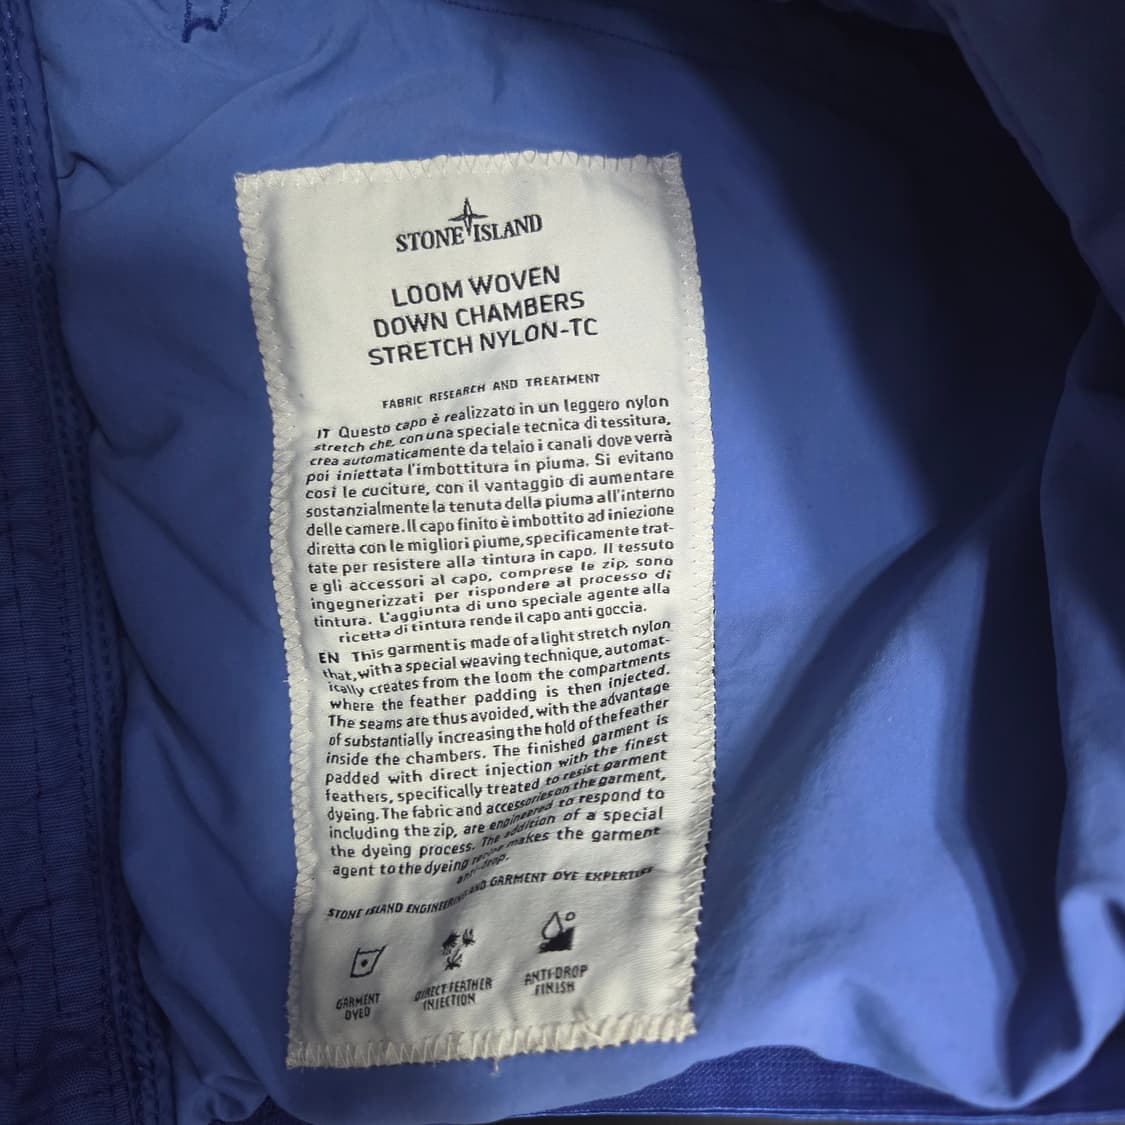 STONE ISLAND
LOOM WOVEN
DOWN CHAMBERS
STRETCH NYLON-TC
FABRIC RESEARCH AND TREATMENT
IT Questo capo è realizzato in un leggero nylon
stretch che, con una speciale tecnica di tessitura,
crea automaticamente da telaio i canali dove verrà
poi iniettata l'imbottitura in piuma. Si evitano
così le cuciture, con il vantaggio di aumentare
sostanzialmente la tenuta della piuma all'interno
delle camere. Il capo finito è imbottito ad iniezione
diretta con le migliori piume, specificamente trat-
tate per resistere alla tintura in capo. Il tessuto
e gli accessori al capo, comprese le zip, sono
ingegnerizzati per rispondere al processo di
tintura. L'aggiunta di uno speciale agente alla
ricetta di tintura rende il capo anti goccia.
EN This garment is made of a light stretch nylon
that, with a special weaving technique, automat-
ically creates from the loom the compartments
where the feather padding is then injected.
The seams are thus avoided, with the advantage
of substantially increasing the hold of the feather
inside the chambers. The finished garment is
padded with direct injection with the finest
feathers, specifically treated to resist garment
dyeing. The fabric and accessories on the garment,
including the zip, are engineered to respond to
the dyeing process. The addition of a special
agent to the dyeing recipe makes the garment
anti-drop.
STONE ISLAND ENGINEERING AND GARMENT DYE EXPERTISE
GARMENT
DYED
DIRECT FEATHER
INJECTION
ANTI-DROP
FINISH